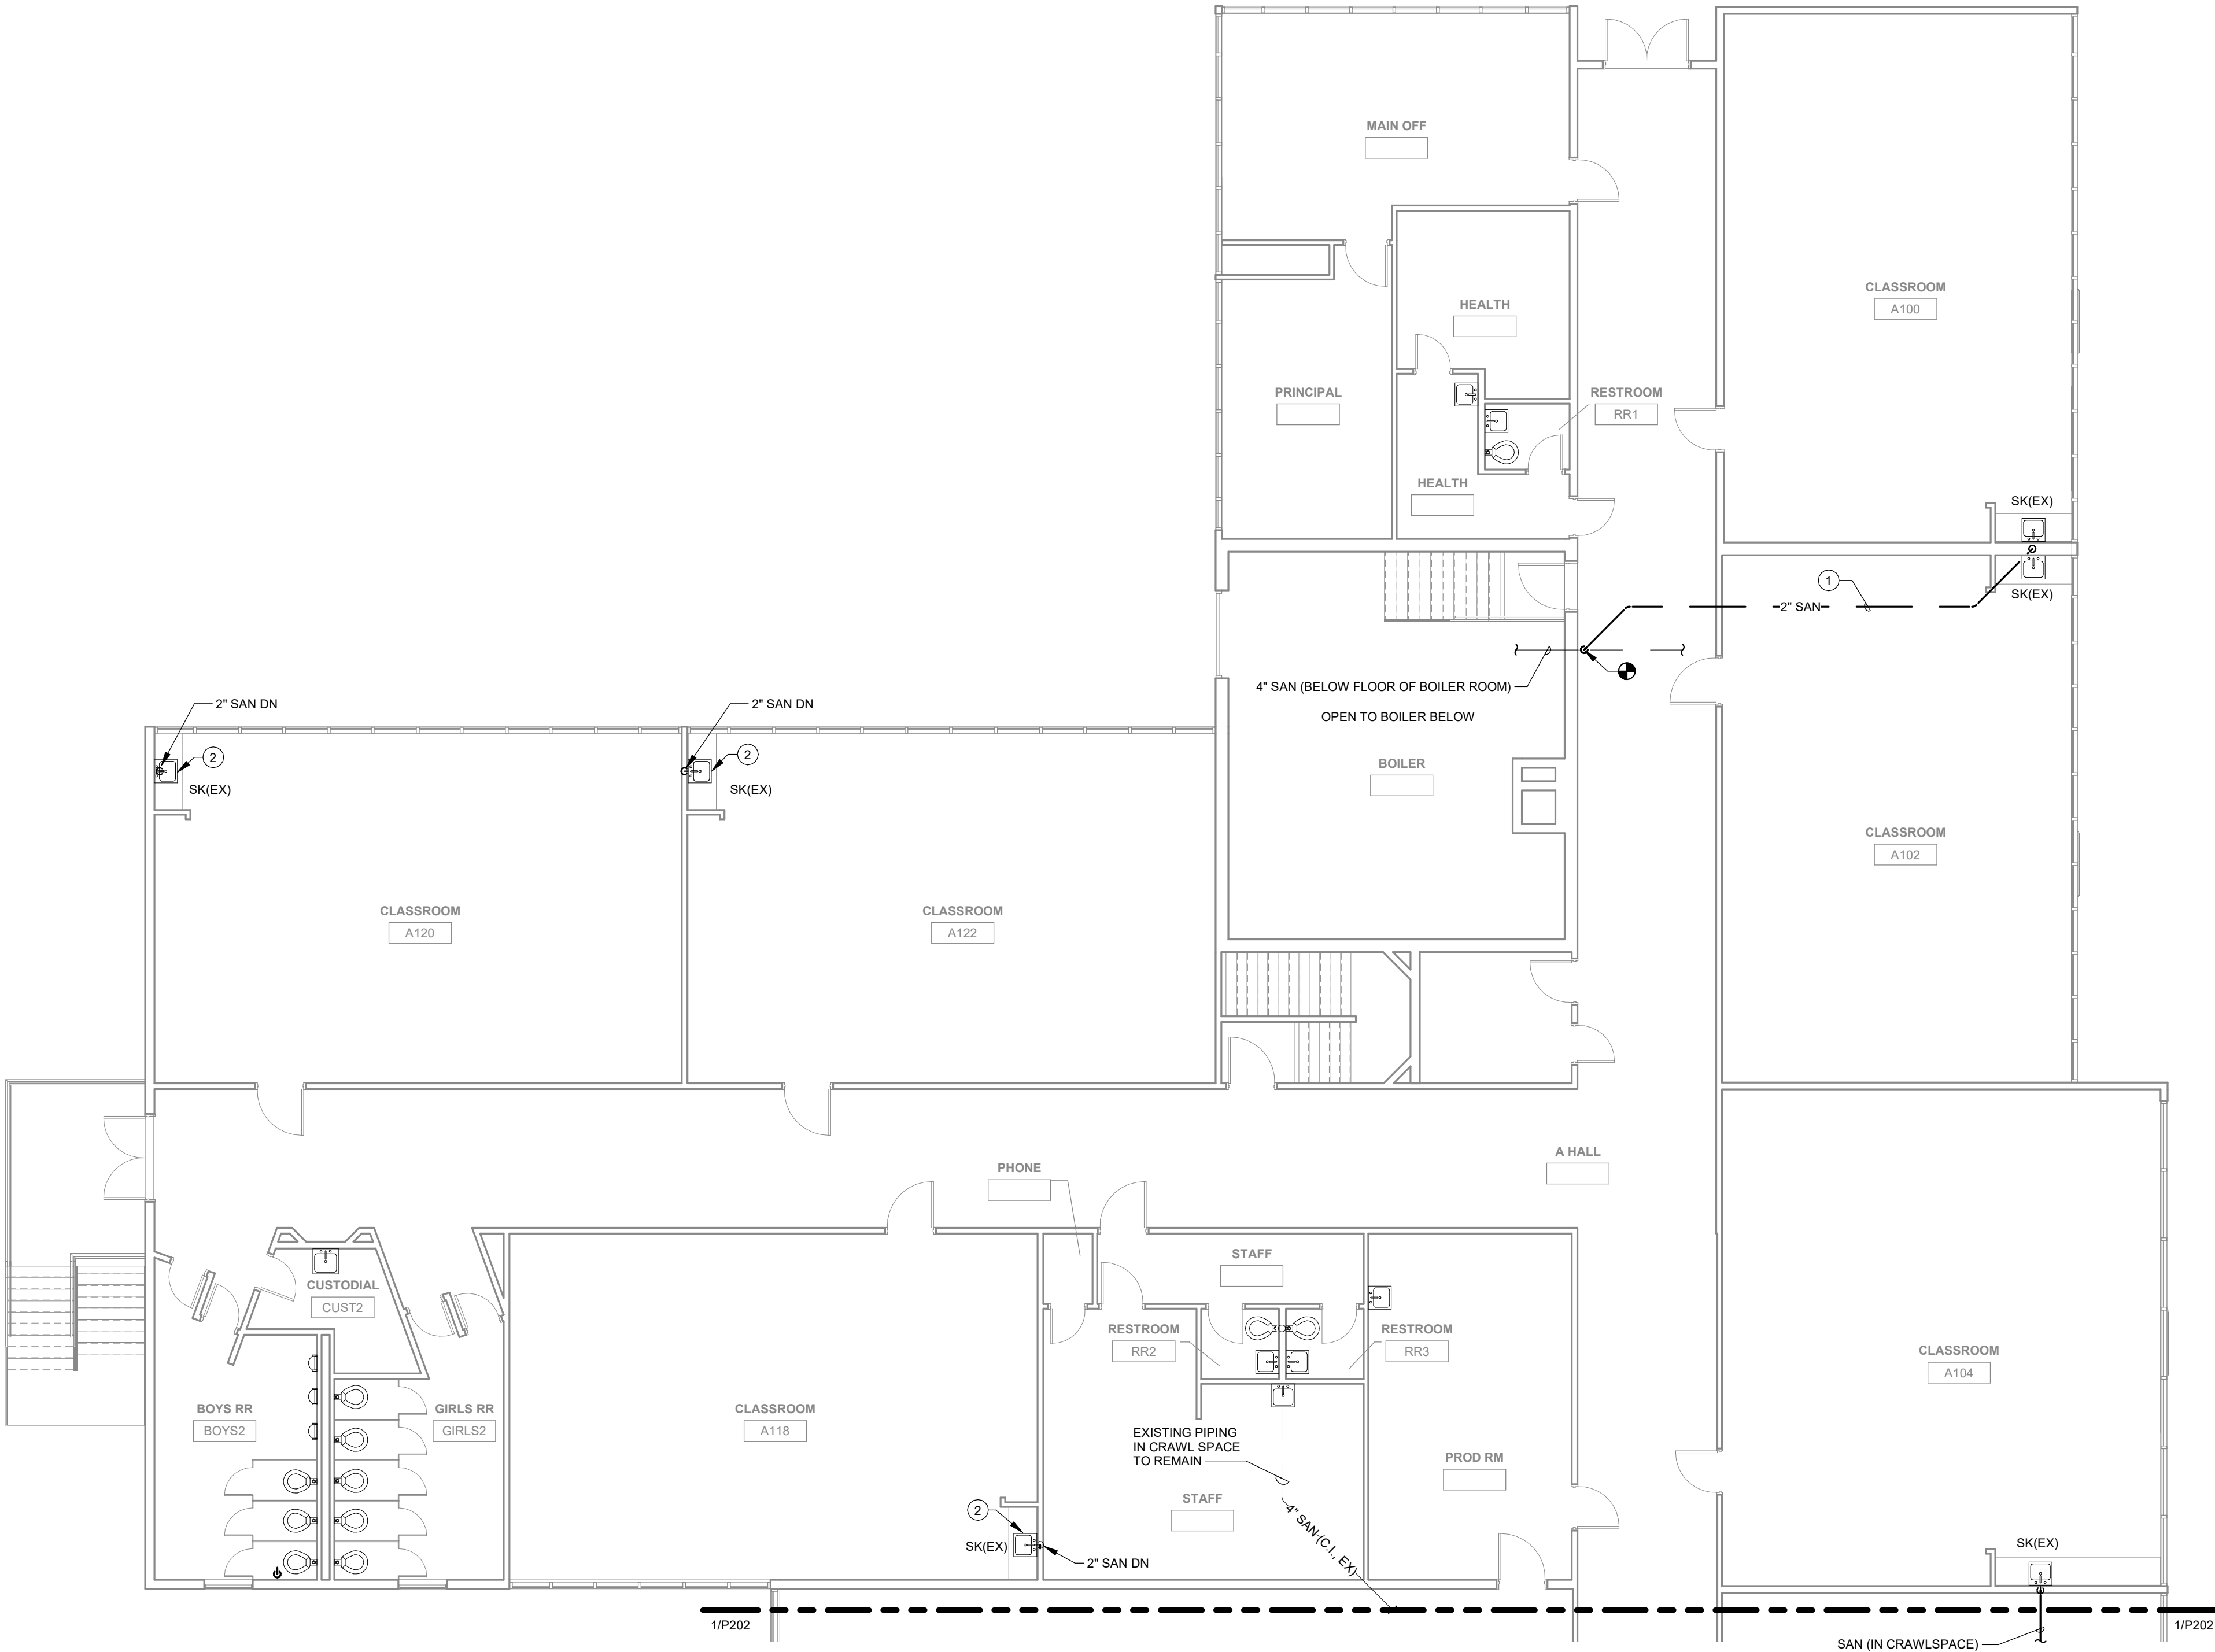 MAIN OFF
CLASSROOM
A100
HEALTH
PRINCIPAL
RESTROOM
RR1
HEALTH
SK(EX)
1
SK(EX)
2" SAN
4" SAN (BELOW FLOOR OF BOILER ROOM)
OPEN TO BOILER BELOW
2" SAN DN
2" SAN DN
2
2
SK(EX)
SK(EX)
BOILER
CLASSROOM
A102
CLASSROOM
A120
CLASSROOM
A122
A HALL
PHONE
STAFF
CUSTODIAL
CUST2
RESTROOM
RR2
RESTROOM
RR3
CLASSROOM
A104
BOYS RR
BOYS2
GIRLS RR
GIRLS2
CLASSROOM
A118
EXISTING PIPING
IN CRAWL SPACE
TO REMAIN
PROD RM
STAFF
4" SAN (C.I., EX)
2
SK(EX)
2" SAN DN
SK(EX)
1/P202
1/P202
SAN (IN CRAWLSPACE)